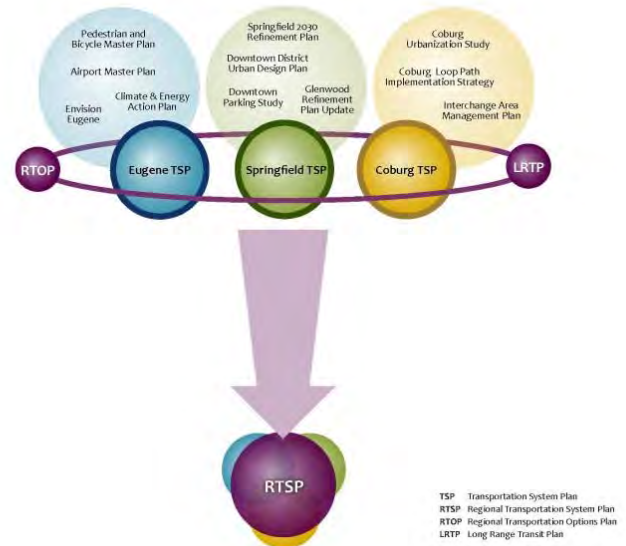 Pedestrian and
Bicycle Master Plan
Airport Master Plan
Envision
Eugene
Climate & Energy
Action Plan
Springfield 2030
Refinement Plan
Downtown District
Urban Design Plan
Downtown
Parking Study
Glenwood
Refinement
Plan Update
Coburg
Urbanization Study
Coburg Loop Path
Implementation Strategy
Interchange Area
Management Plan
RTOP
Eugene TSP
Springfield TSP
Coburg TSP
LRTP
RTSP
TSP Transportation System Plan
RTSP Regional Transportation System Plan
RTOP Regional Transportation Options Plan
LRTP Long Range Transit Plan